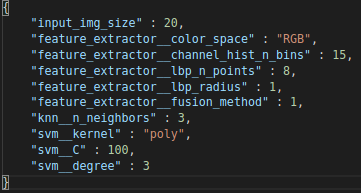 {
"input_img_size" : 20,
"feature_extractor__color_space" : "RGB",
"feature_extractor__channel_hist_n_bins" : 15,
"feature_extractor__lbp_n_points" : 8,
"feature_extractor__lbp_radius" : 1,
"feature_extractor__fusion_method" : 1,
"knn__n_neighbors" : 3,
"svm__kernel" : "poly",
"svm__C" : 100,
"svm__degree" : 3
}